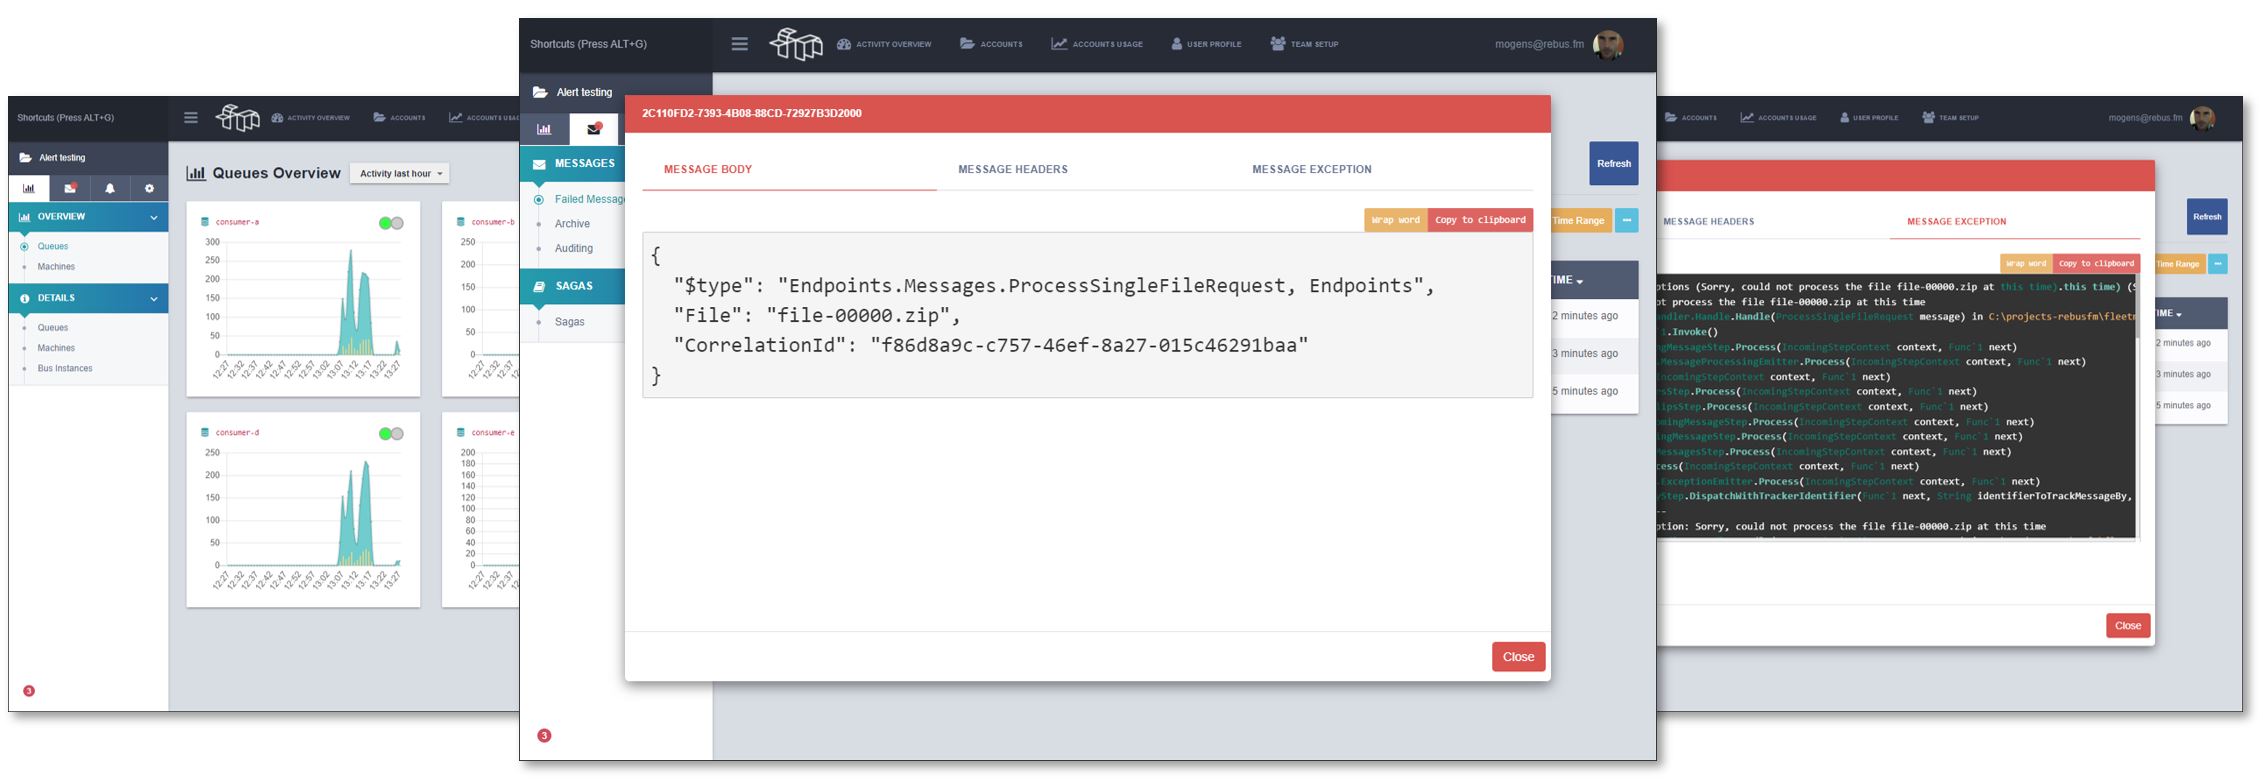 Shortcuts (Press ALT+G)
ACTIVITY OVERVIEW
ACCOUNTS
ACCOUNTS USAG
Alert testing
OVERVIEW
Queues
Machines
DETAILS
Queues
Machines
Bus Instances
3
Queues Overview
Activity last hour
consumer-a
300
250
200
150
100
50
0
12:27 12:32 12:37 12:42 12:47 12:52 12:57 13:02 13:07 13:12 13:17 13:22 13:27
consumer-b
250
200
150
100
50
0
12:27 12:32 12:37
consumer-d
250
200
150
100
50
0
12:27 12:32 12:37 12:42 12:47 12:52 12:57 13:02 13:07 13:12 13:17 13:22 13:27
consumer-e
200
180
160
140
120
100
80
60
40
20
0
12:27 12:32 12:37
Shortcuts (Press ALT+G)
ACTIVITY OVERVIEW
ACCOUNTS
ACCOUNTS USAGE
USER PROFILE
TEAM SETUP
mogens@rebus.fm
Alert testing
MESSAGES
Failed Message
Archive
Auditing
SAGAS
Sagas
3
2C110FD2-7393-4B08-88CD-72927B3D2000
MESSAGE BODY
MESSAGE HEADERS
MESSAGE EXCEPTION
Wrap word
Copy to clipboard
{
"$type": "Endpoints.Messages.ProcessSingleFileRequest, Endpoints",
"File": "file-00000.zip",
"CorrelationId": "f86d8a9c-c757-46ef-8a27-015c46291baa"
}
Close
Refresh
Time Range
TIME
2 minutes ago
3 minutes ago
5 minutes ago
ACCOUNTS
ACCOUNTS USAGE
USER PROFILE
TEAM SETUP
mogens@rebus.fm
MESSAGE HEADERS
MESSAGE EXCEPTION
Wrap word
Copy to clipboard
ptions (Sorry, could not process the file file-00000.zip at this time).this time) (S
ot process the file file-00000.zip at this time
andler.Handle.Handle(ProcessSingleFileRequest message) in C:\projects-rebusfm\fleetm
`1.Invoke()
ngMessageStep.Process(IncomingStepContext context, Func`1 next)
.MessageProcessingEmitter.Process(IncomingStepContext context, Func`1 next)
IncomingStepContext context, Func`1 next)
rsStep.Process(IncomingStepContext context, Func`1 next)
lipsStep.Process(IncomingStepContext context, Func`1 next)
omingMessageStep.Process(IncomingStepContext context, Func`1 next)
ingMessageStep.Process(IncomingStepContext context, Func`1 next)
MessagesStep.Process(IncomingStepContext context, Func`1 next)
cess(IncomingStepContext context, Func`1 next)
.ExceptionEmitter.Process(IncomingStepContext context, Func`1 next)
yStep.DispatchWithTrackerIdentifier(Func`1 next, String identifierToTrackMessageBy,
--
ption: Sorry, could not process the file file-00000.zip at this time
Close
Refresh
Time Range
TIME
2 minutes ago
3 minutes ago
5 minutes ago